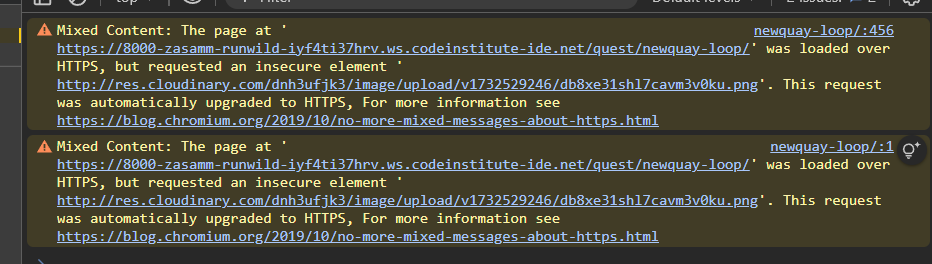 top
Filter
Default levels
2 Issues:
2
Mixed Content: The page at '
newquay-loop/:456
https://8000-zasamm-runwild-iyf4ti37hrv.ws.codeinstitute-ide.net/quest/newquay-loop/' was loaded over
HTTPS, but requested an insecure element '
http://res.cloudinary.com/dnh3ufjk3/image/upload/v1732529246/db8xe31shl7cavm3v0ku.png'. This request
was automatically upgraded to HTTPS, For more information see
https://blog.chromium.org/2019/10/no-more-mixed-messages-about-https.html
Mixed Content: The page at '
newquay-loop/:1
https://8000-zasamm-runwild-iyf4ti37hrv.ws.codeinstitute-ide.net/quest/newquay-loop/' was loaded over
HTTPS, but requested an insecure element '
http://res.cloudinary.com/dnh3ufjk3/image/upload/v1732529246/db8xe31shl7cavm3v0ku.png'. This request
was automatically upgraded to HTTPS, For more information see
https://blog.chromium.org/2019/10/no-more-mixed-messages-about-https.html